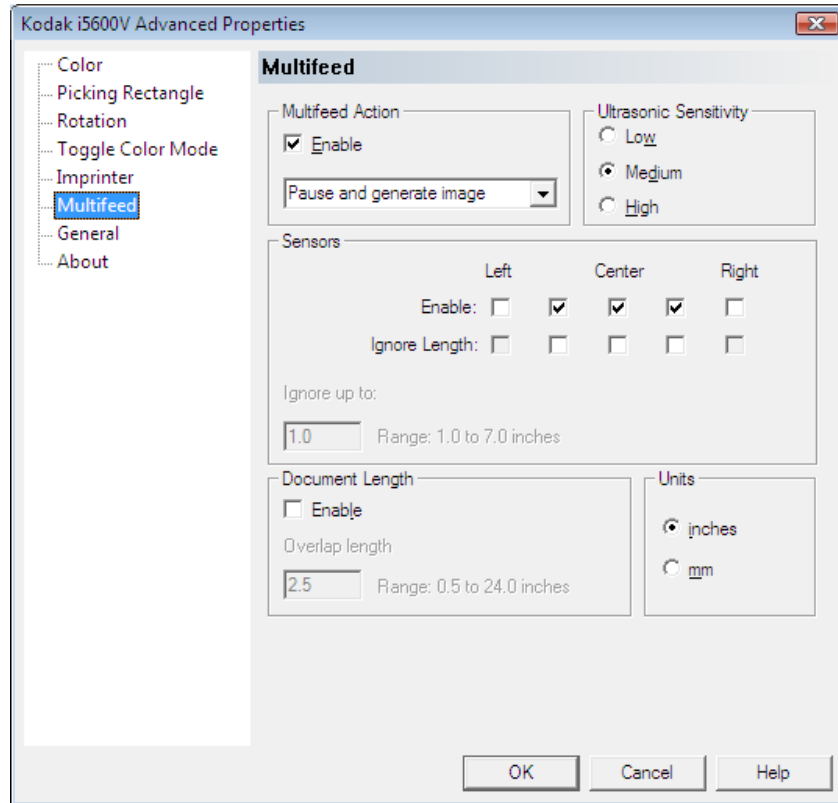 Kodak i5600V Advanced Properties
Color
Picking Rectangle
Rotation
Toggle Color Mode
Imprinter
Multifeed
General
About
Multifeed
Multifeed Action
Enable
Pause and generate image
Ultrasonic Sensitivity
Low
Medium
High
Sensors
Left Center Right
Enable:
Ignore Length:
Ignore up to:
1.0 Range: 1.0 to 7.0 inches
Document Length
Enable
Overlap length
2.5 Range: 0.5 to 24.0 inches
Units
inches
mm
OK Cancel Help